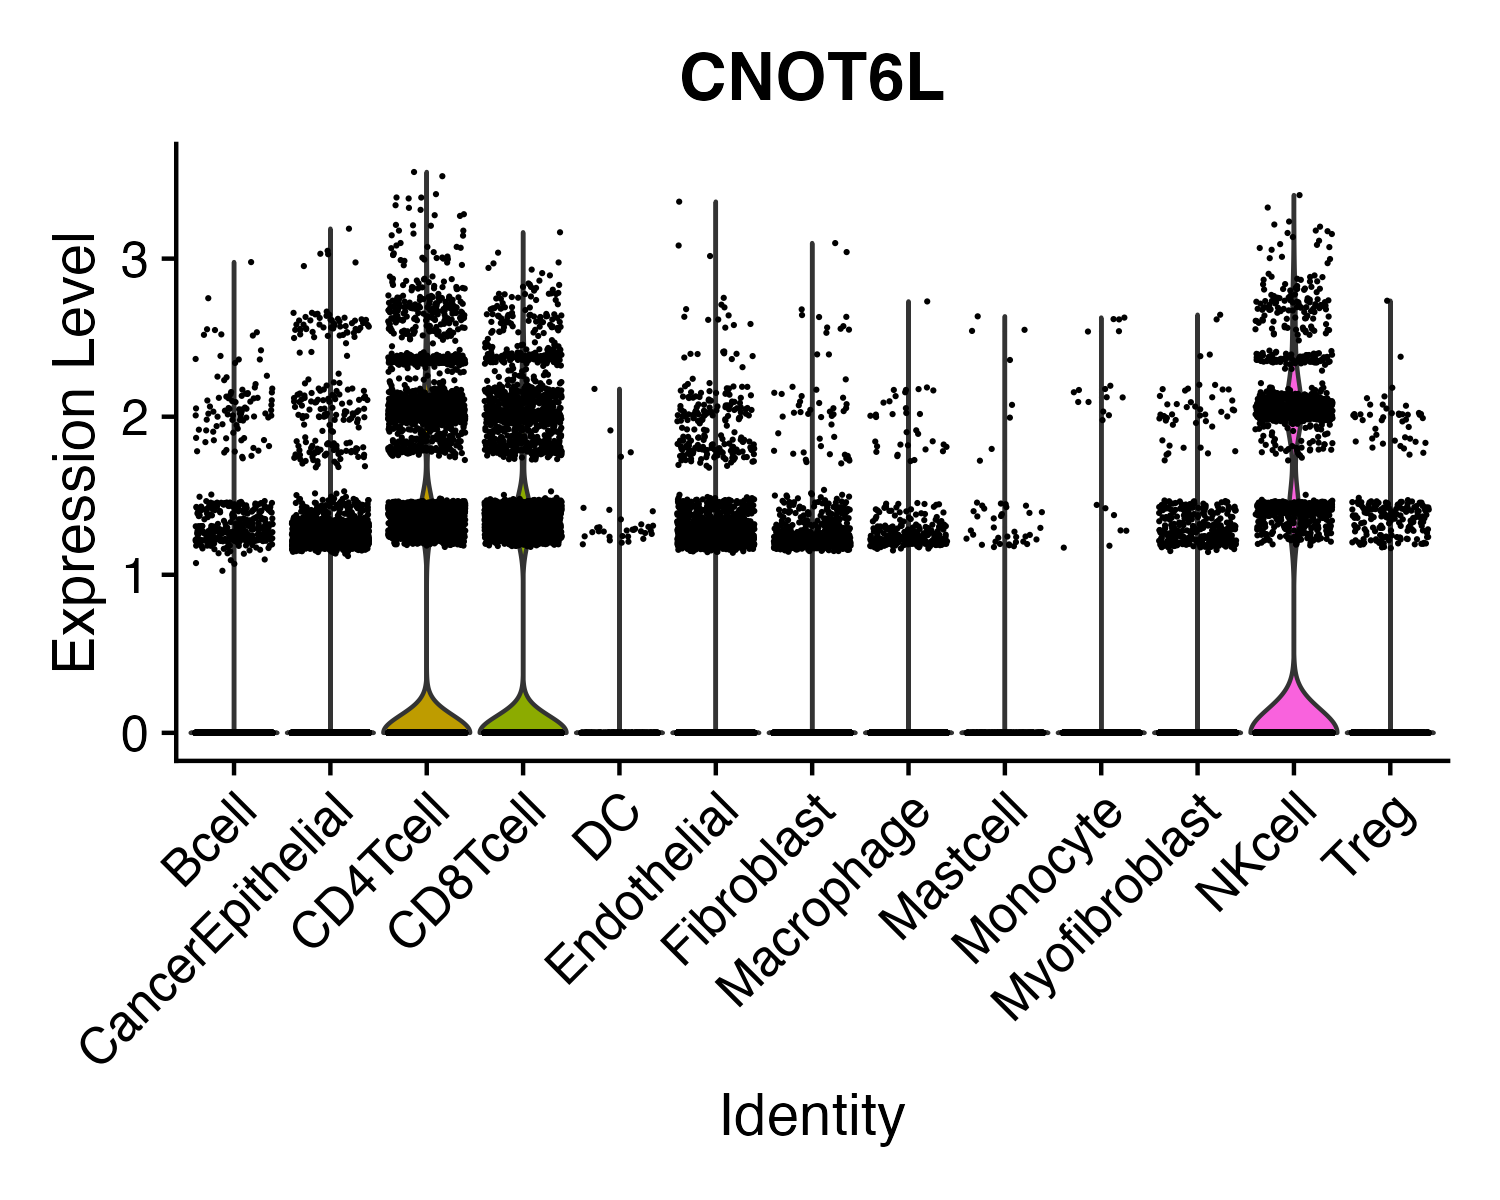 CNOT6L
Expression Level
3
2
1
0
Bcell
CancerEpithelial
CD4Tcell
CD8Tcell
DC
Endothelial
Fibroblast
Macrophage
Mastcell
Monocyte
Myofibroblast
NKcell
Treg
Identity